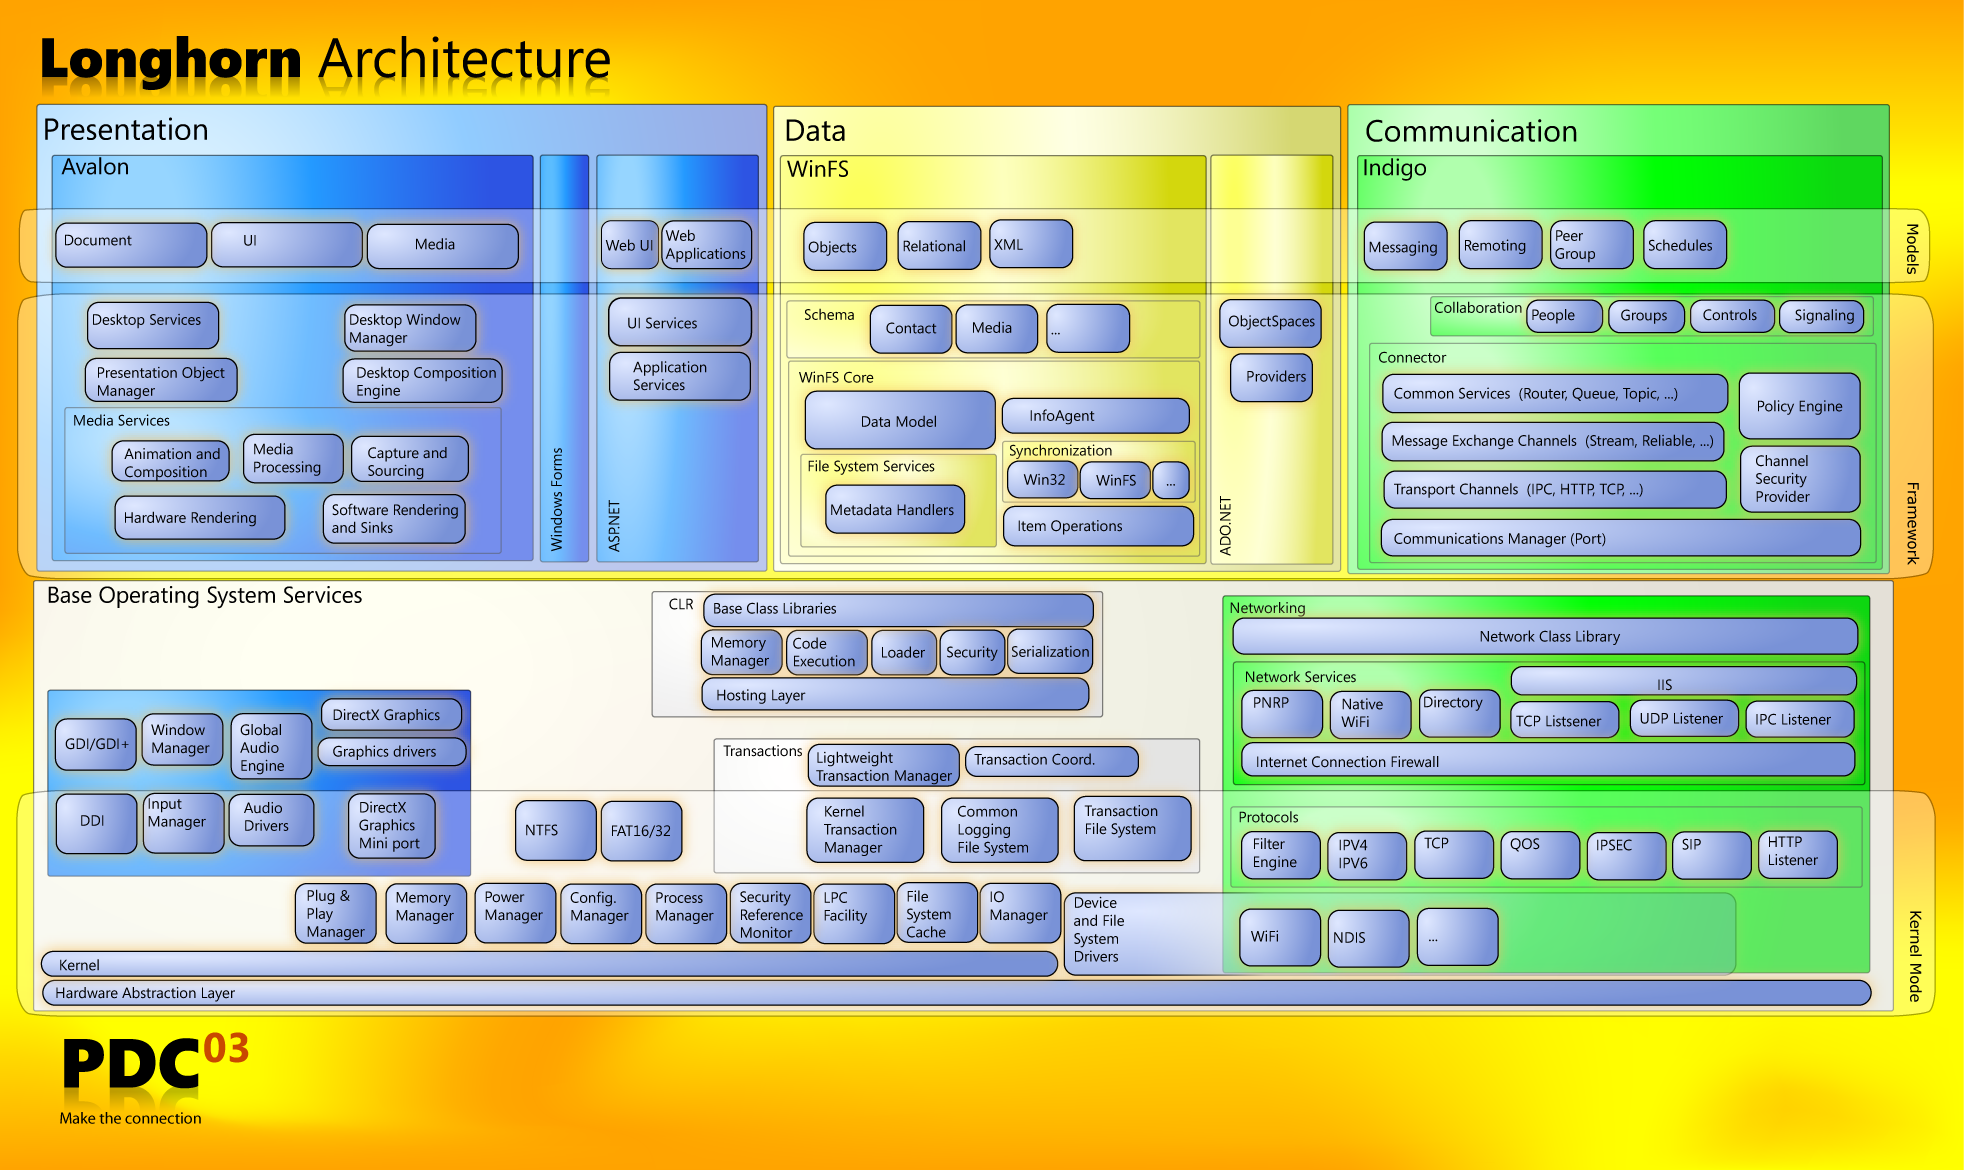 Longhorn Architecture
Presentation
Avalon
Document
UI
Media
Desktop Services
Desktop Window
Manager
Presentation Object
Manager
Desktop Composition
Engine
Media Services
Animation and
Composition
Media
Processing
Capture and
Sourcing
Hardware Rendering
Software Rendering
and Sinks
Windows Forms
Web UI
Web
Applications
UI Services
Application
Services
ASP.NET
Data
WinFS
Objects
Relational
XML
Schema
Contact
Media
...
WinFS Core
Data Model
InfoAgent
Synchronization
Win32
WinFS
...
File System Services
Metadata Handlers
Item Operations
ObjectSpaces
Providers
ADO.NET
Communication
Indigo
Messaging
Remoting
Peer
Group
Schedules
Collaboration
People
Groups
Controls
Signaling
Connector
Common Services (Router, Queue, Topic, ...)
Message Exchange Channels (Stream, Reliable, ...)
Transport Channels (IPC, HTTP, TCP, ...)
Communications Manager (Port)
Policy Engine
Channel
Security
Provider
Models
Framework
Base Operating System Services
CLR
Base Class Libraries
Memory
Manager
Code
Execution
Loader
Security
Serialization
Hosting Layer
GDI/GDI+
Window
Manager
Global
Audio
Engine
DirectX Graphics
Graphics drivers
DDI
Input
Manager
Audio
Drivers
DirectX
Graphics
Mini port
NTFS
FAT16/32
Transactions
Lightweight
Transaction Manager
Transaction Coord.
Kernel
Transaction
Manager
Common
Logging
File System
Transaction
File System
Networking
Network Class Library
Network Services
PNRP
Native
WiFi
Directory
IIS
TCP Listsener
UDP Listener
IPC Listener
Internet Connection Firewall
Protocols
Filter
Engine
IPV4
IPV6
TCP
QOS
IPSEC
SIP
HTTP
Listener
Plug &
Play
Manager
Memory
Manager
Power
Manager
Config.
Manager
Process
Manager
Security
Reference
Monitor
LPC
Facility
File
System
Cache
IO
Manager
Device
and File
System
Drivers
WiFi
NDIS
...
Kernel
Hardware Abstraction Layer
Kernel Mode
PDC03
Make the connection